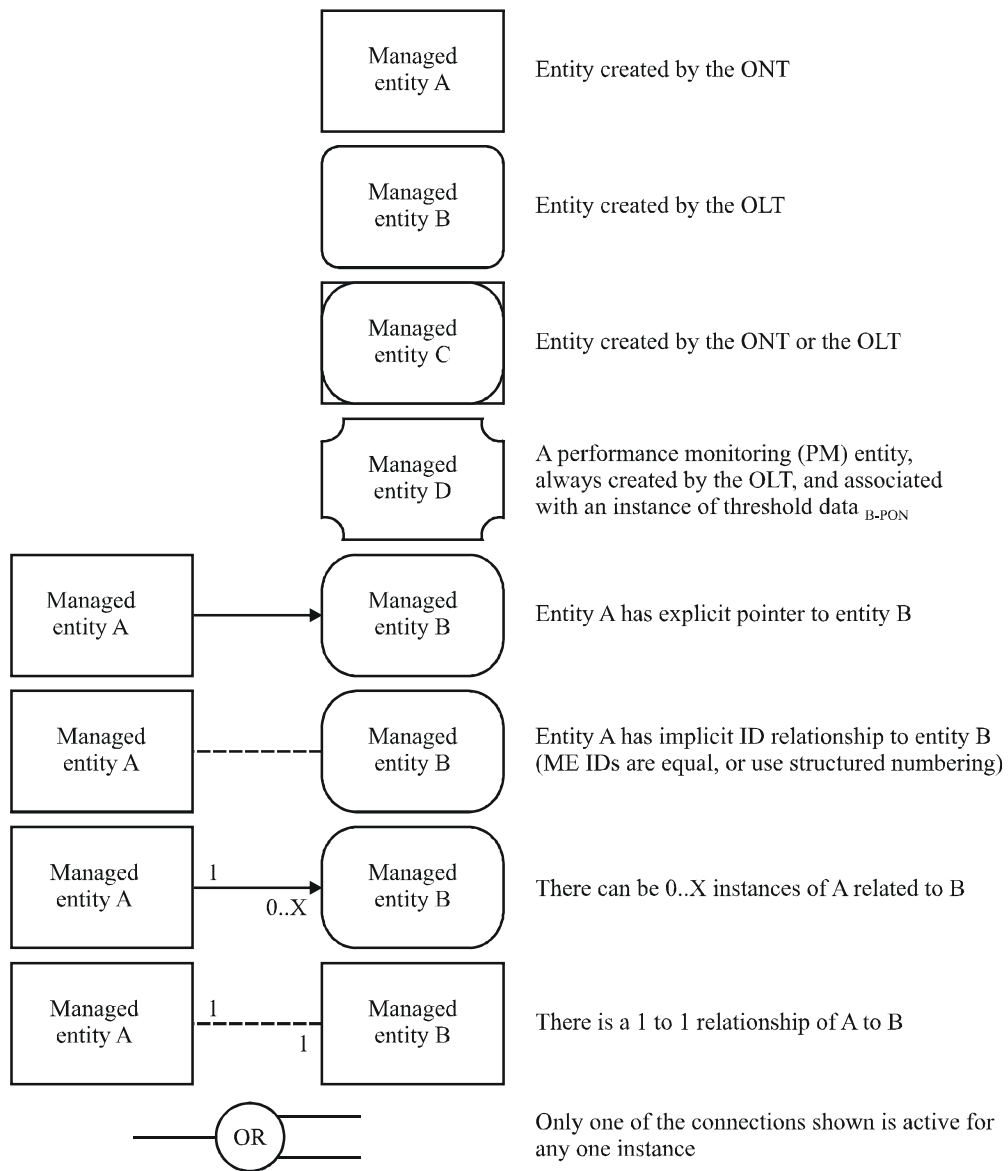 Managed
entity A
Entity created by the ONT
Managed
entity B
Entity created by the OLT
Managed
entity C
Entity created by the ONT or the OLT
Managed
entity D
A performance monitoring (PM) entity,
always created by the OLT, and associated
with an instance of threshold data B-PON
Managed
entity A
Managed
entity B
Entity A has explicit pointer to entity B
Managed
entity A
Managed
entity B
Entity A has implicit ID relationship to entity B
(ME IDs are equal, or use structured numbering)
Managed
entity A
1
0..X
Managed
entity B
There can be 0..X instances of A related to B
Managed
entity A
1
1
Managed
entity B
There is a 1 to 1 relationship of A to B
OR
Only one of the connections shown is active for
any one instance